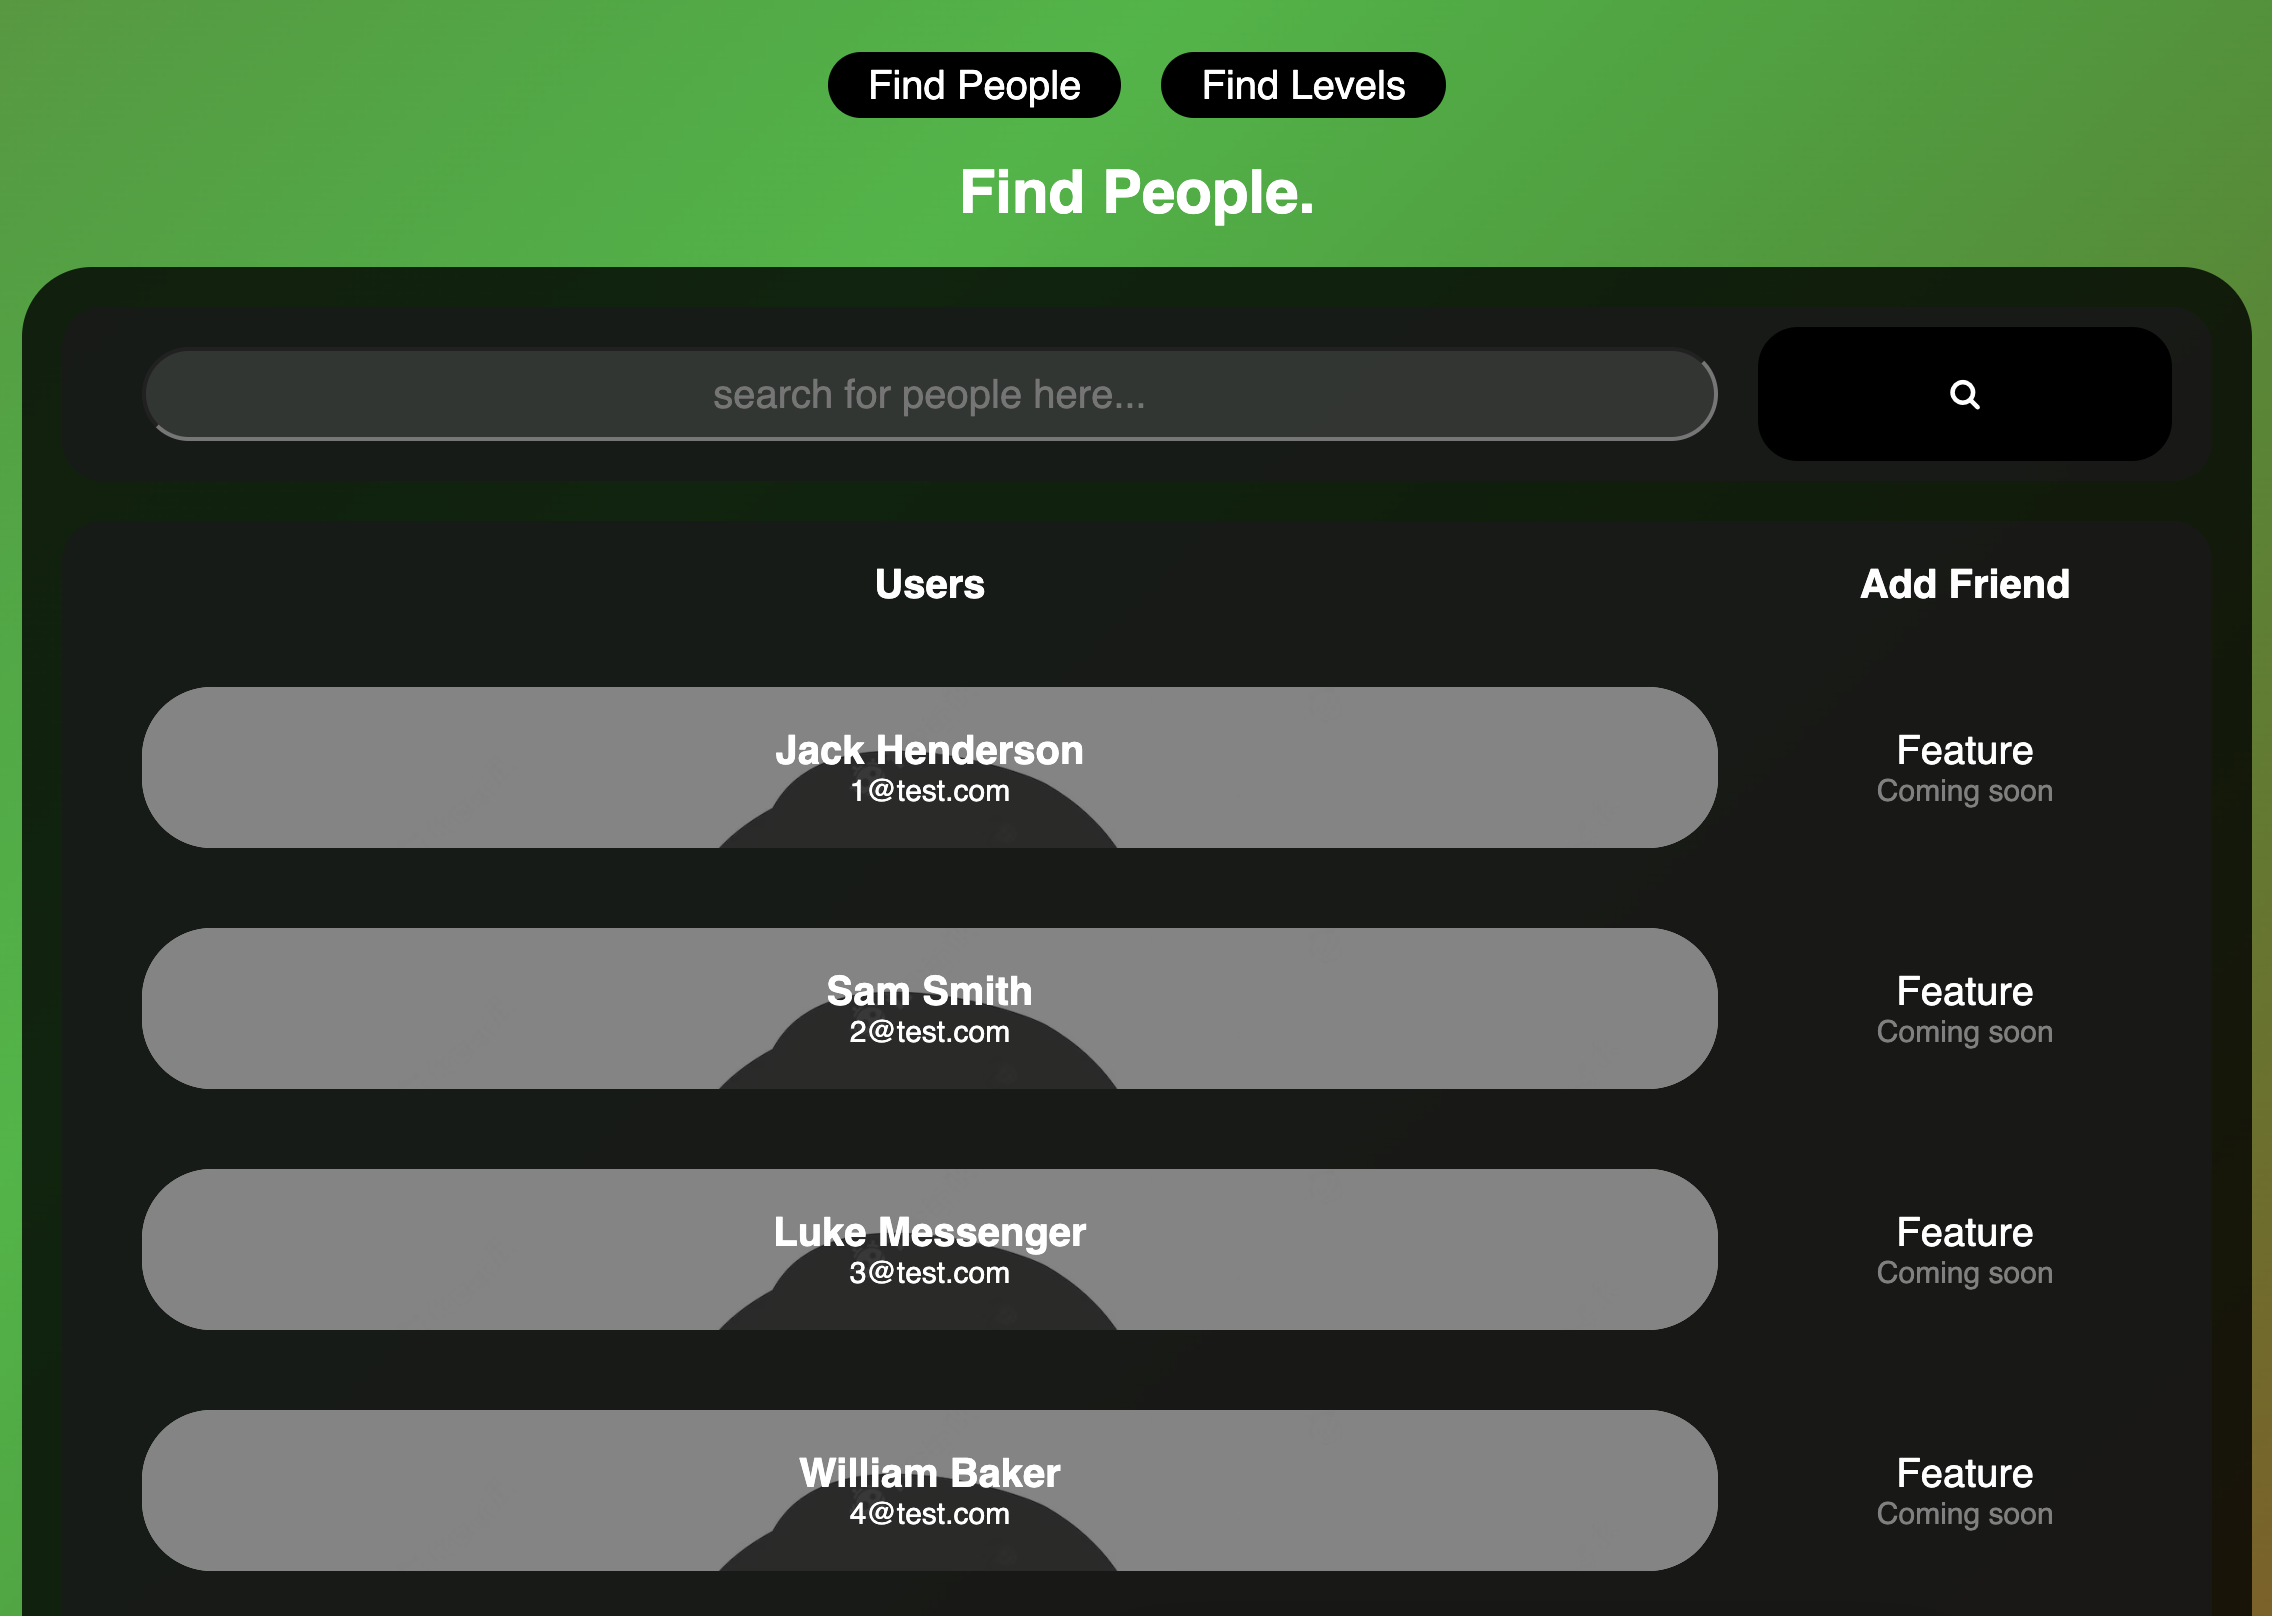 Find People
Find Levels
Find People.
search for people here...
Users
Add Friend
Jack Henderson
1@test.com
Feature
Coming soon
Sam Smith
2@test.com
Feature
Coming soon
Luke Messenger
3@test.com
Feature
Coming soon
William Baker
4@test.com
Feature
Coming soon